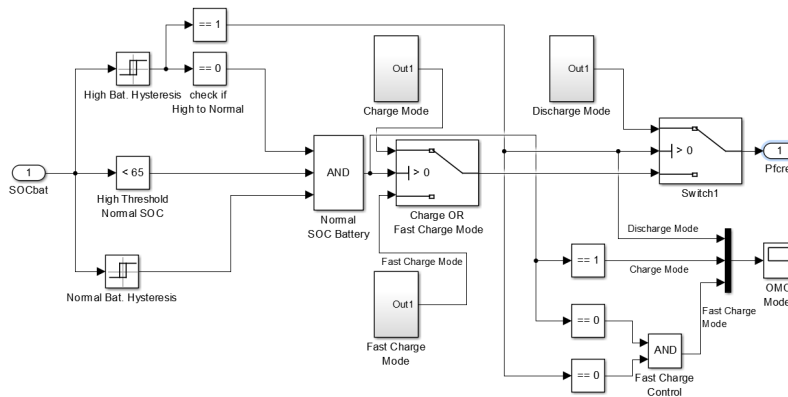 == 1
== 0
High Bat. Hysteresis
check if
High to Normal
Out1
Charge Mode
Out1
Discharge Mode
1
SOCbat
< 65
High Threshold
Normal SOC
AND
Normal
SOC Battery
> 0
Charge OR
Fast Charge Mode
> 0
Switch1
1
Pfcre
Normal Bat. Hysteresis
Fast Charge Mode
Out1
Fast Charge
Mode
Discharge Mode
== 1
Charge Mode
== 0
== 0
AND
Fast Charge
Control
Fast Charge
Mode
OMC
Mode